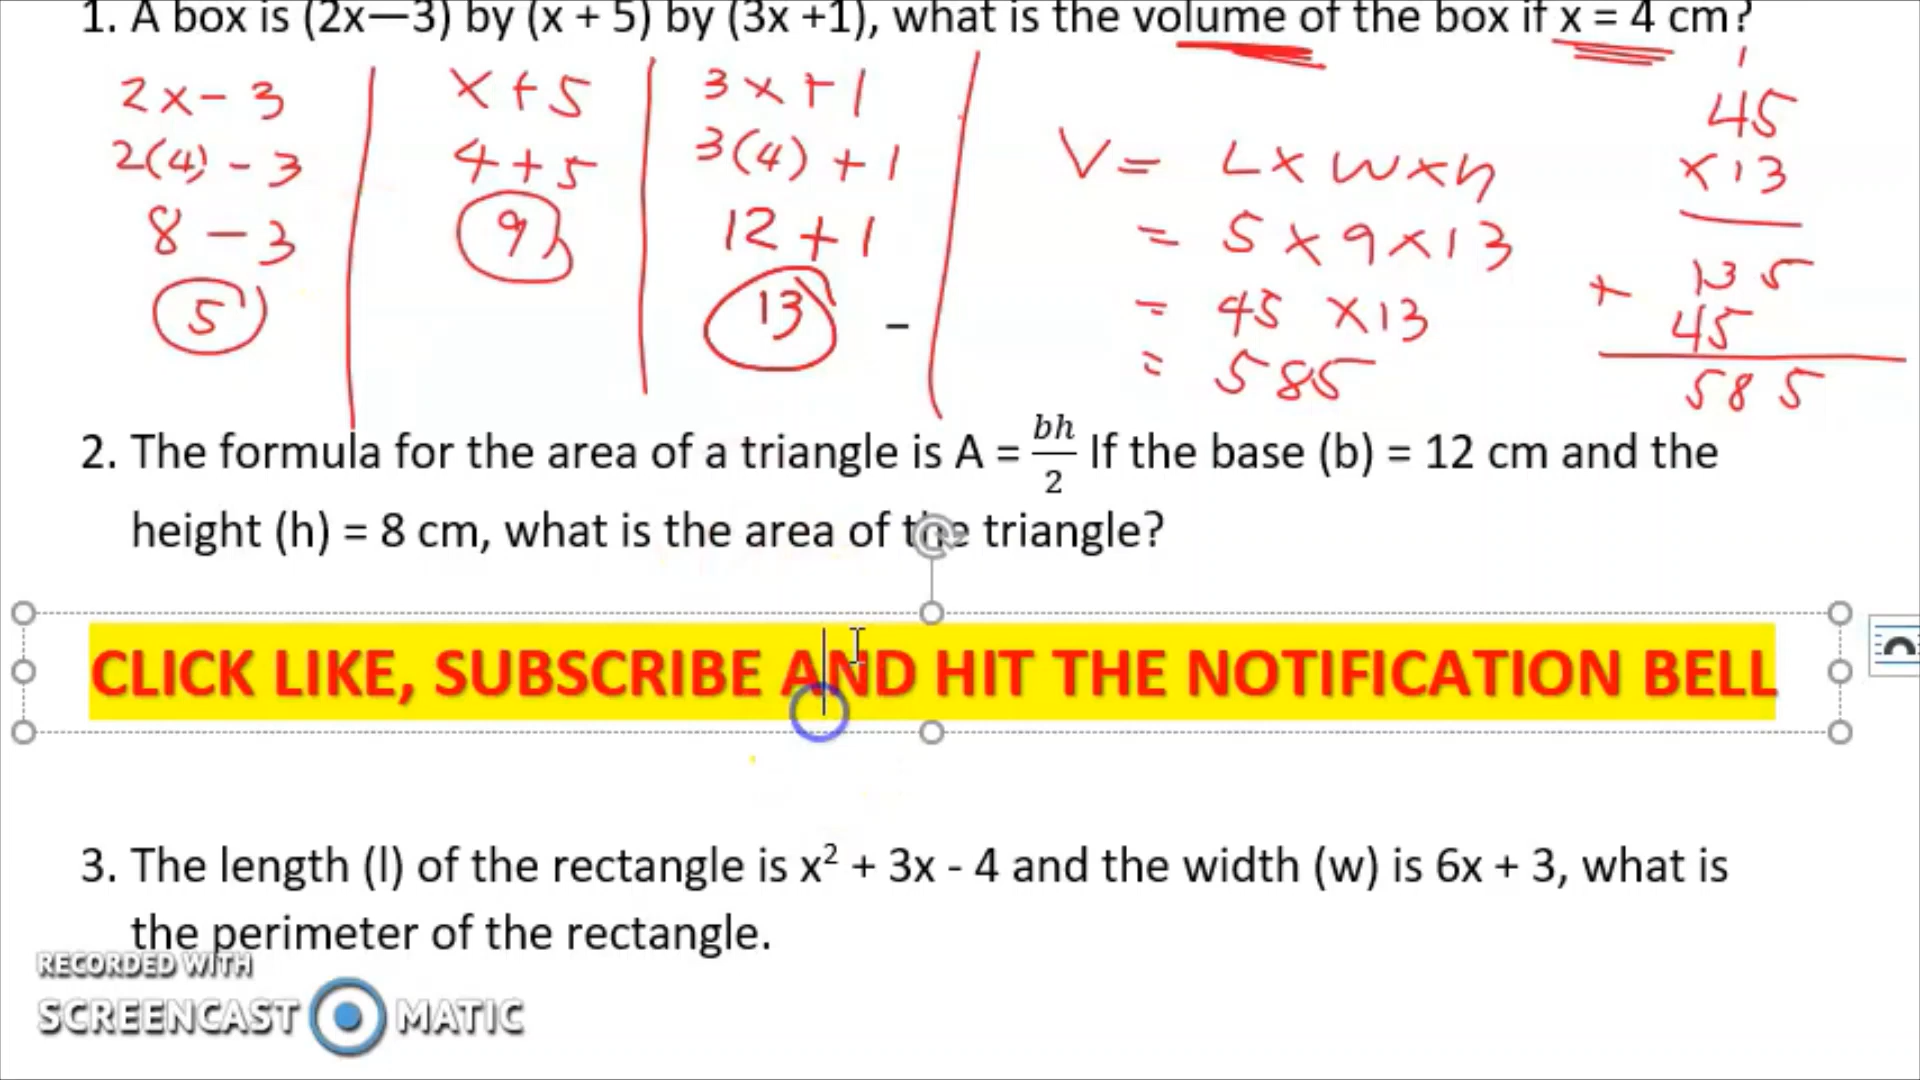 1. A box is (2x—3) by (x + 5) by (3x +1), what is the volume of the box if x = 4 cm?
2x - 3
2(4) - 3
8 - 3
5
x + 5
4 + 5
9
3x + 1
3(4) + 1
12 + 1
13
-
V = L x w x h
= 5 x 9 x 13
= 45 x 13
= 585
1
45
x 13
135
+ 45
585
2. The formula for the area of a triangle is A = bh/2 If the base (b) = 12 cm and the
height (h) = 8 cm, what is the area of the triangle?
CLICK LIKE, SUBSCRIBE AND HIT THE NOTIFICATION BELL
3. The length (l) of the rectangle is x² + 3x - 4 and the width (w) is 6x + 3, what is
the perimeter of the rectangle.
RECORDED WITH
SCREENCAST MATIC